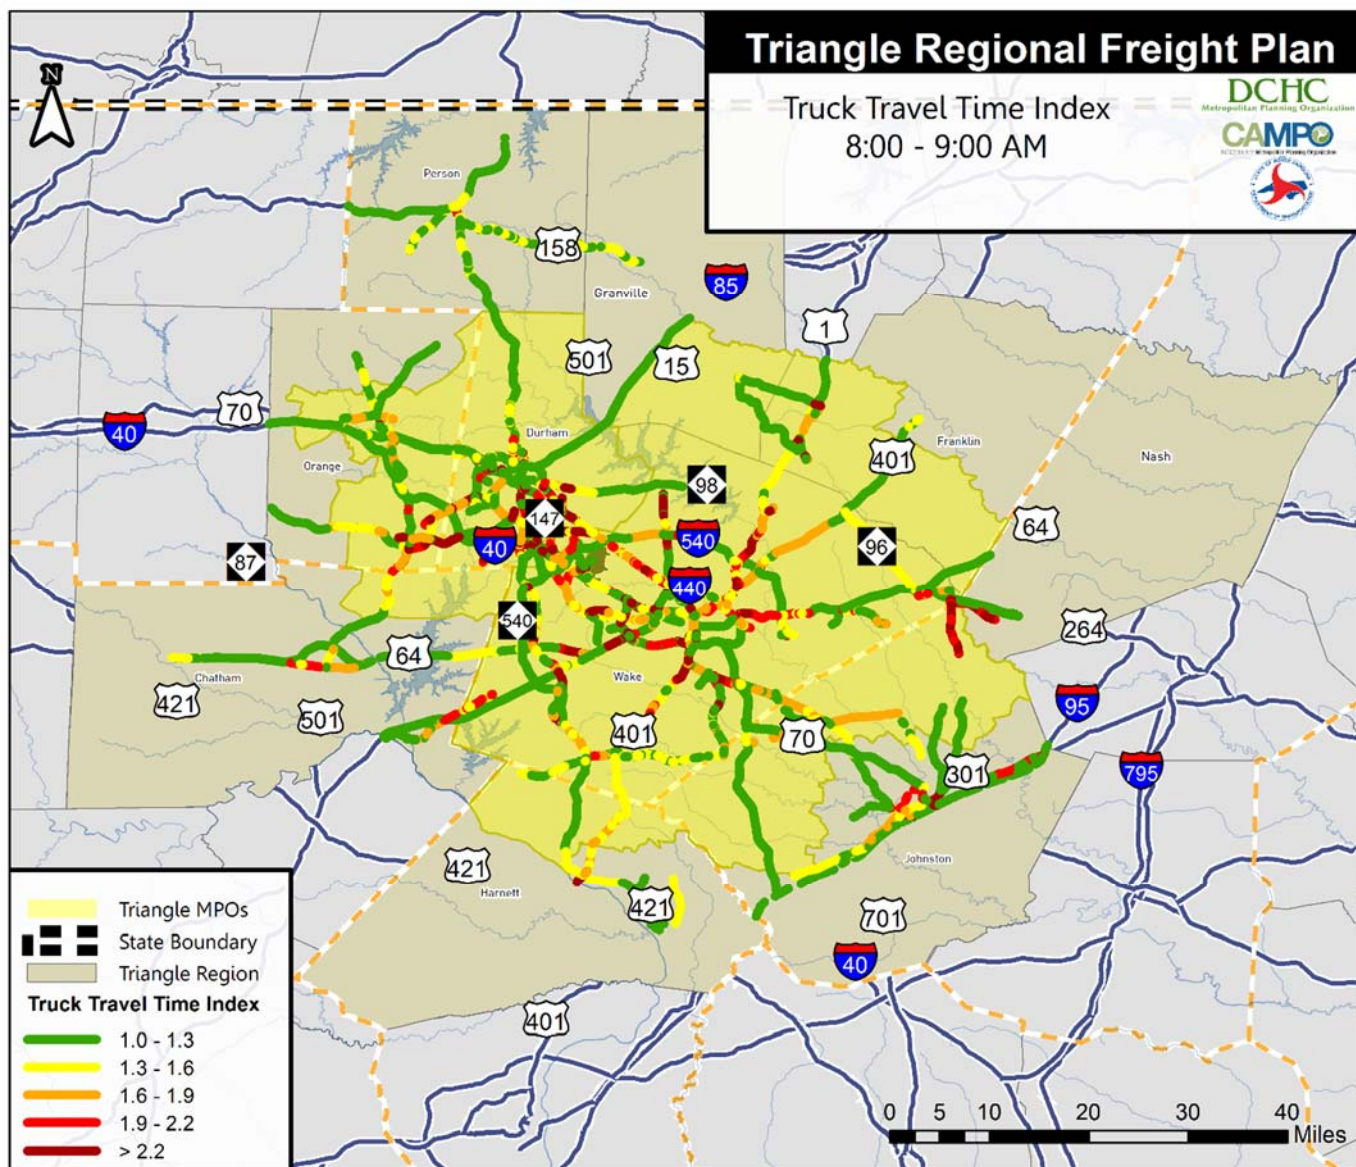 Triangle Regional Freight Plan
Truck Travel Time Index
8:00 - 9:00 AM
DCHC
Metropolitan Planning Organization
CAMPO
N
Person
158
Granville
85
1
501
15
70
40
Durham
Orange
401
Franklin
Nash
98
147
64
40
540
96
87
440
540
264
64
Chatham
421
501
Wake
401
70
95
301
795
421
Harnett
421
Johnston
701
40
401
Triangle MPOs
State Boundary
Triangle Region
Truck Travel Time Index
1.0 - 1.3
1.3 - 1.6
1.6 - 1.9
1.9 - 2.2
> 2.2
0 5 10 20 30 40
Miles